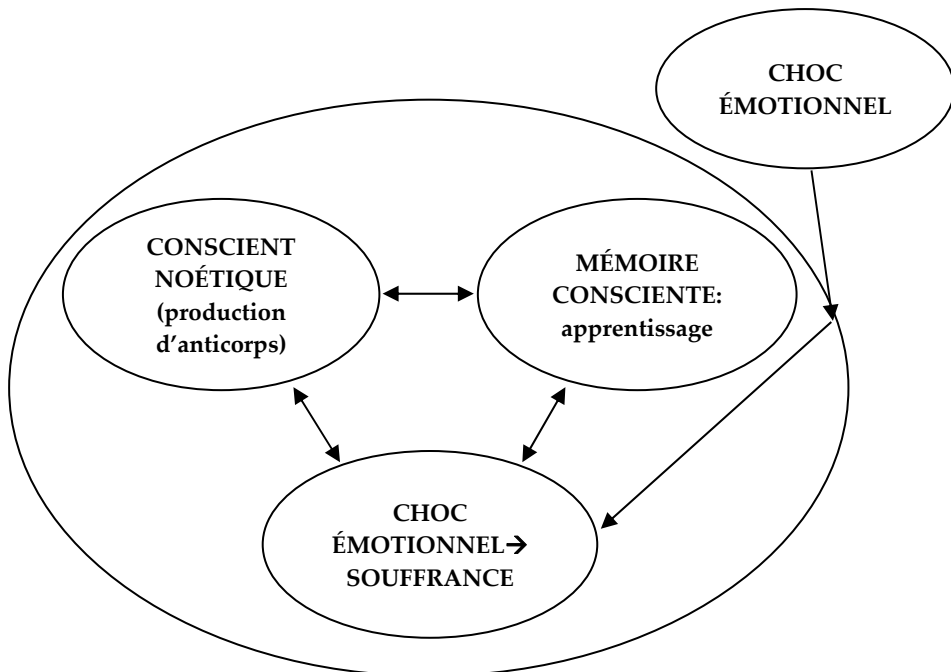 CHOC
ÉMOTIONNEL
CONSCIENT
NOÉTIQUE
(production
d’anticorps)
MÉMOIRE
CONSCIENTE:
apprentissage
CHOC
ÉMOTIONNEL→
SOUFFRANCE